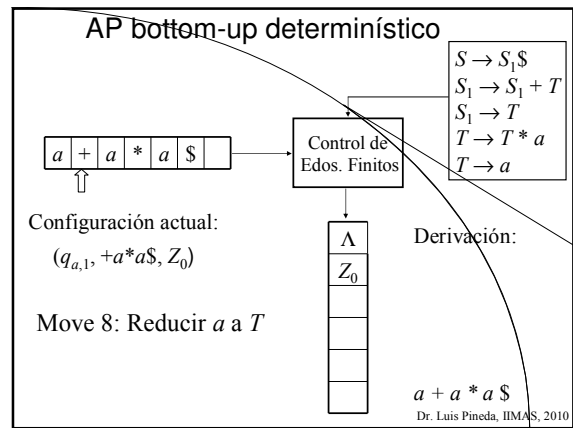 AP bottom-up determinístico
S → S₁$
S₁ → S₁ + T
S₁ → T
T → T * a
T → a
a + a * a $
Control de
Edos. Finitos
Configuración actual:
(qₐ,₁, +a*a$, Z₀)
Λ
Z₀
Derivación:
Move 8: Reducir a a T
a + a * a $
Dr. Luis Pineda, IIMAS, 2010